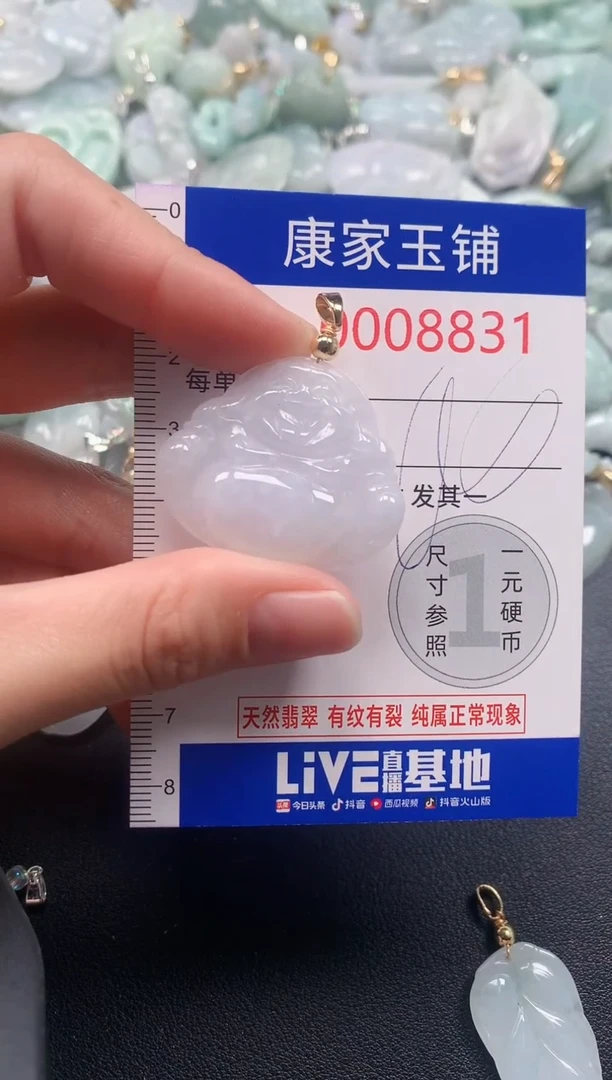 0
康家玉铺
0008831
2
每单
3
发其一
尺寸参照
1
一元硬币
7
天然翡翠 有纹有裂 纯属正常现象
8
LiVE直播基地
头条 今日头条 抖音 西瓜视频 抖音火山版